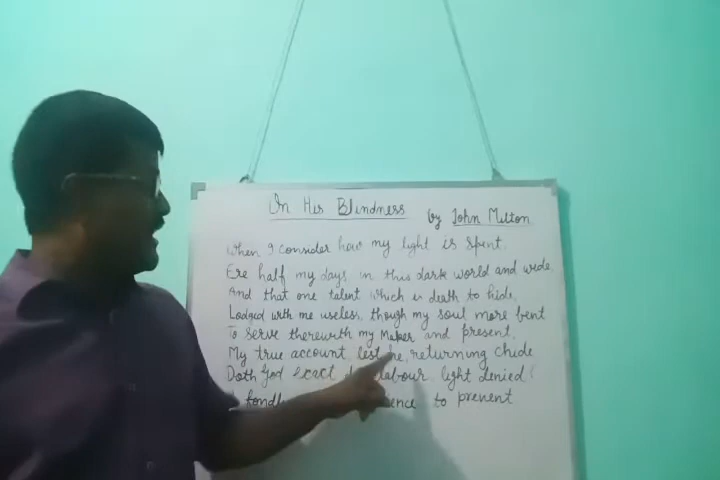 In His Blindness
by John Milton
When I consider how my light is spent.
Ere half my days in this dark world and wide.
And that one talent which is death to hide,
Lodged with me useless, though my soul more bent
To serve therewith my Maker and present.
My true account, lest he, returning chide
Doth God exact labour, light denied?
to prevent